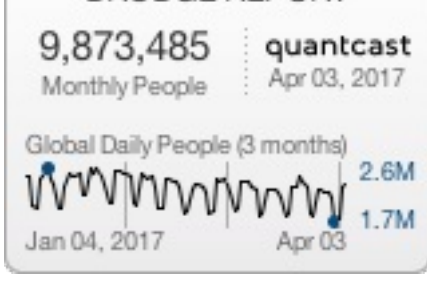 9,873,485
Monthly People
quantcast
Apr 03, 2017
Global Daily People (3 months)
2.6M
1.7M
Jan 04, 2017
Apr 03